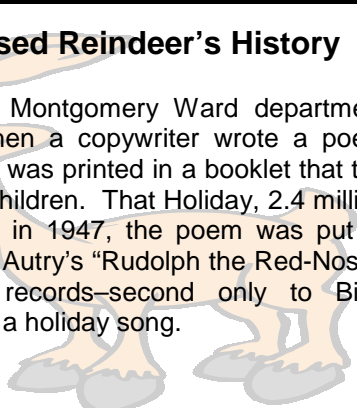 sed Reindeer’s History
Montgomery Ward departme
hen a copywriter wrote a poe
was printed in a booklet that t
children. That Holiday, 2.4 milli
in 1947, the poem was put
Autry’s “Rudolph the Red-Nos
records–second only to Bi
a holiday song.